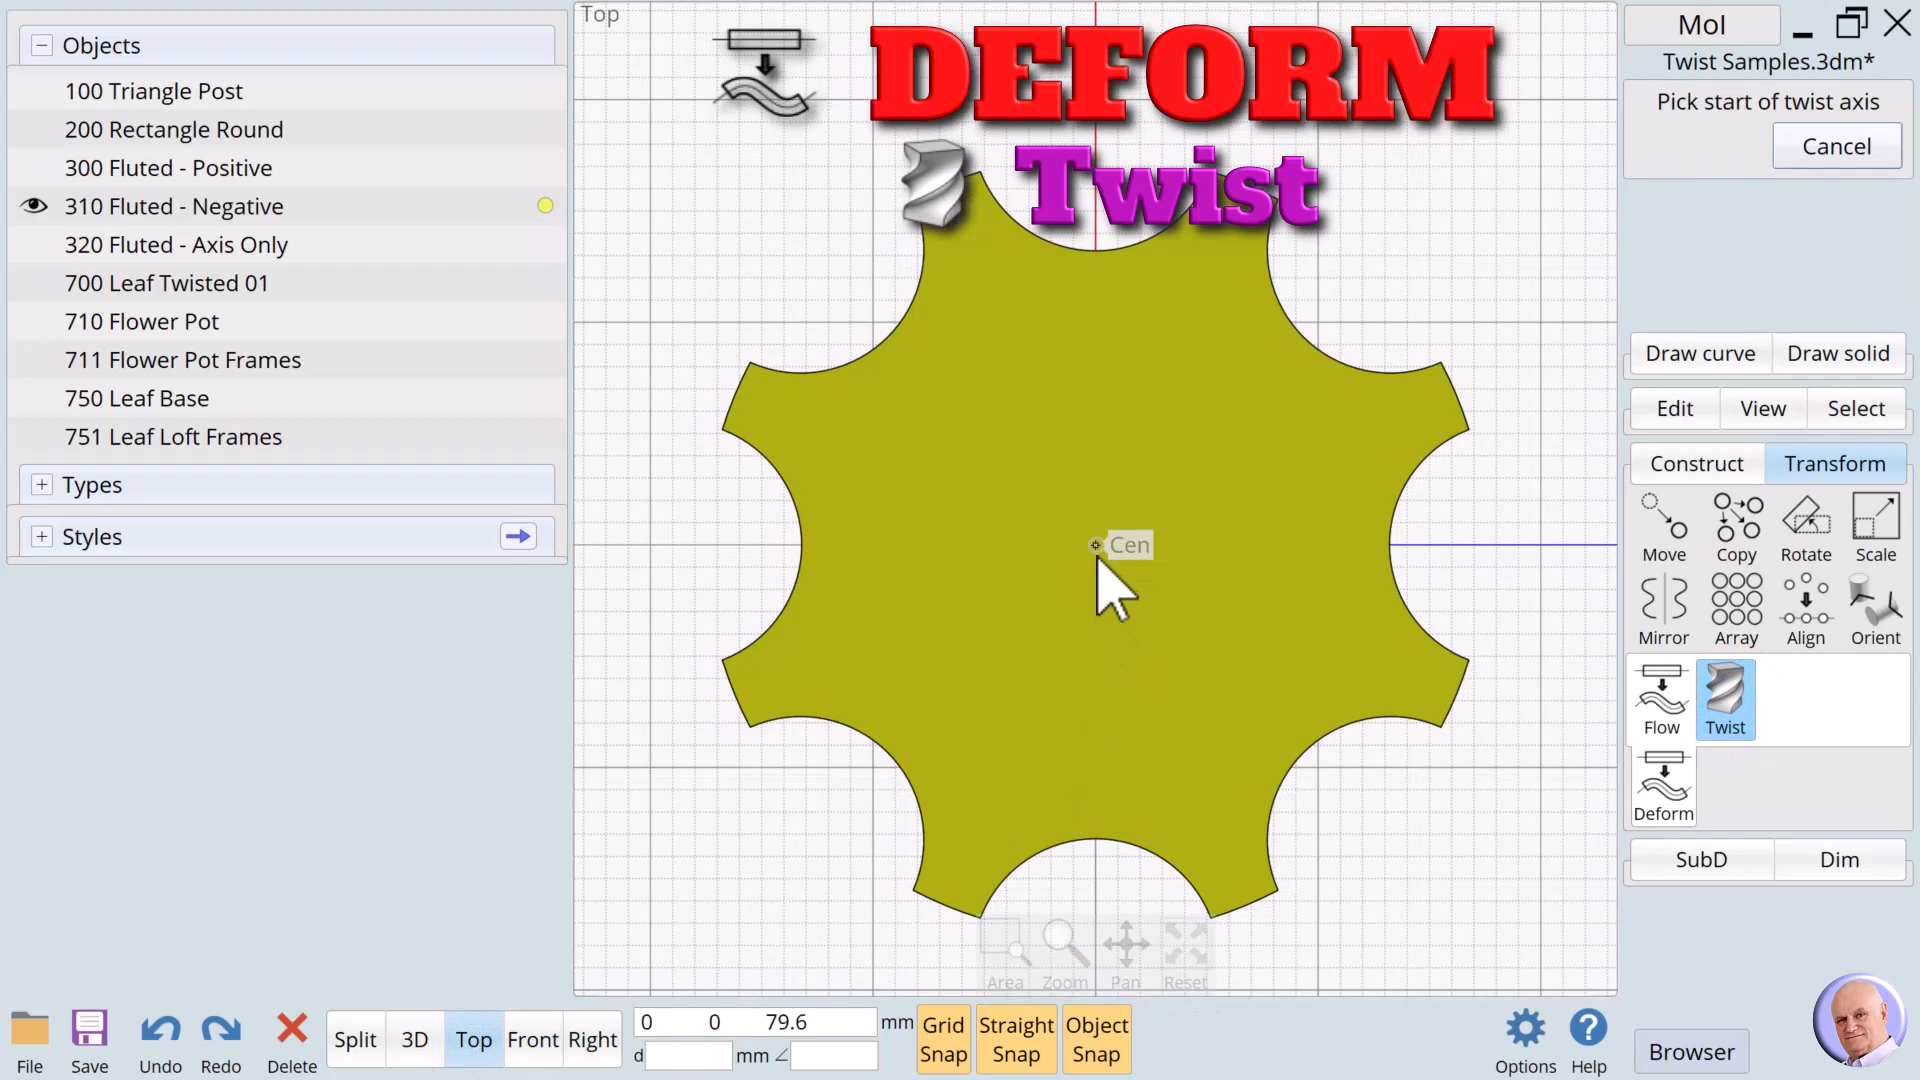 Objects
100 Triangle Post
200 Rectangle Round
300 Fluted - Positive
310 Fluted - Negative
320 Fluted - Axis Only
700 Leaf Twisted 01
710 Flower Pot
711 Flower Pot Frames
750 Leaf Base
751 Leaf Loft Frames
Types
Styles
Top
DEFORM
Twist
Cen
Area Zoom Pan Reset
MoI
Twist Samples.3dm*
Pick start of twist axis
Cancel
Draw curve Draw solid
Edit View Select
Construct Transform
Move Copy Rotate Scale
Mirror Array Align Orient
Flow Twist
Deform
SubD Dim
File Save Undo Redo Delete
Split 3D Top Front Right
0 0 79.6 mm
d mm ∠
Grid Snap
Straight Snap
Object Snap
Options Help
Browser